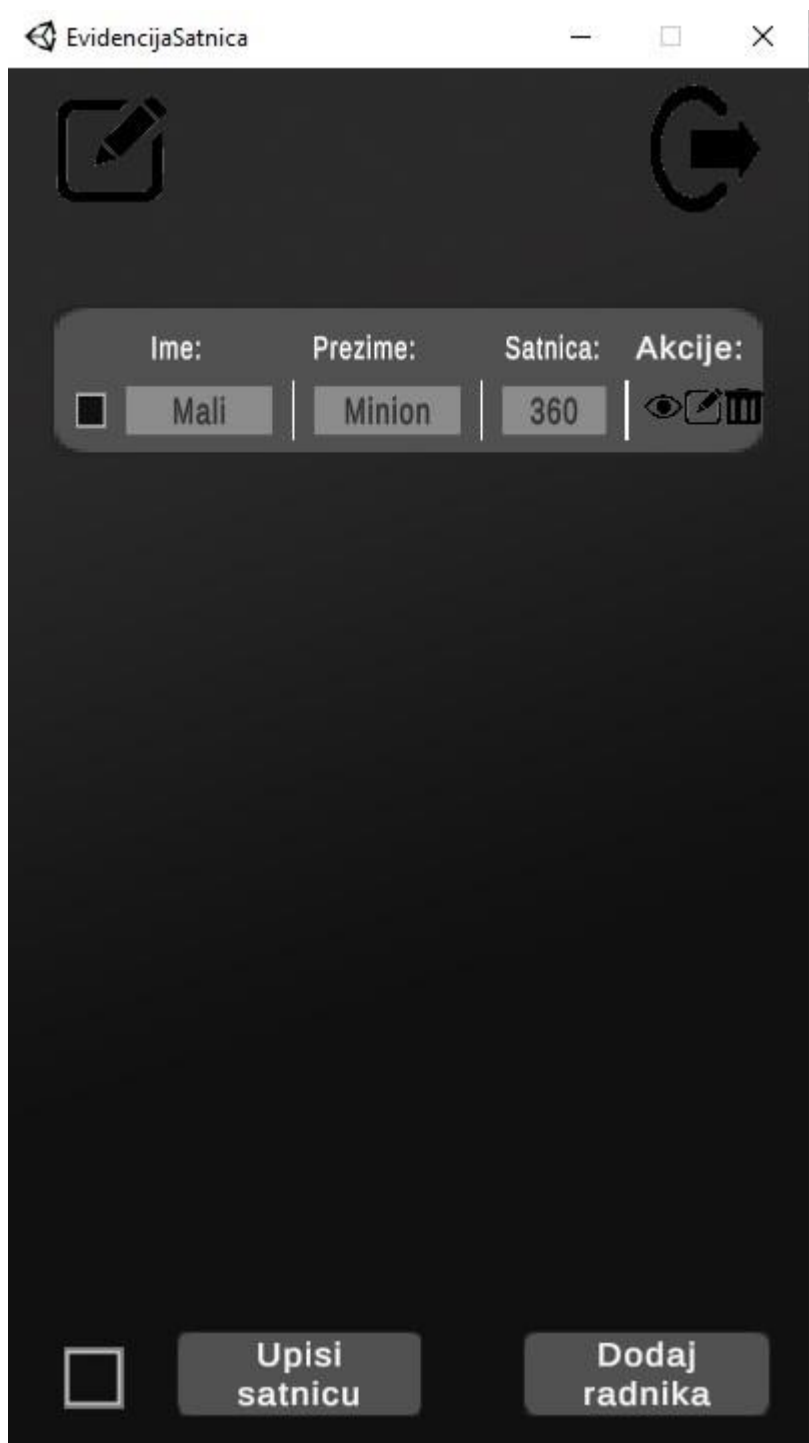 EvidencijaSatnica
Ime: Prezime: Satnica: Akcije:
Mali Minion 360
Upisi
satnicu
Dodaj
radnika